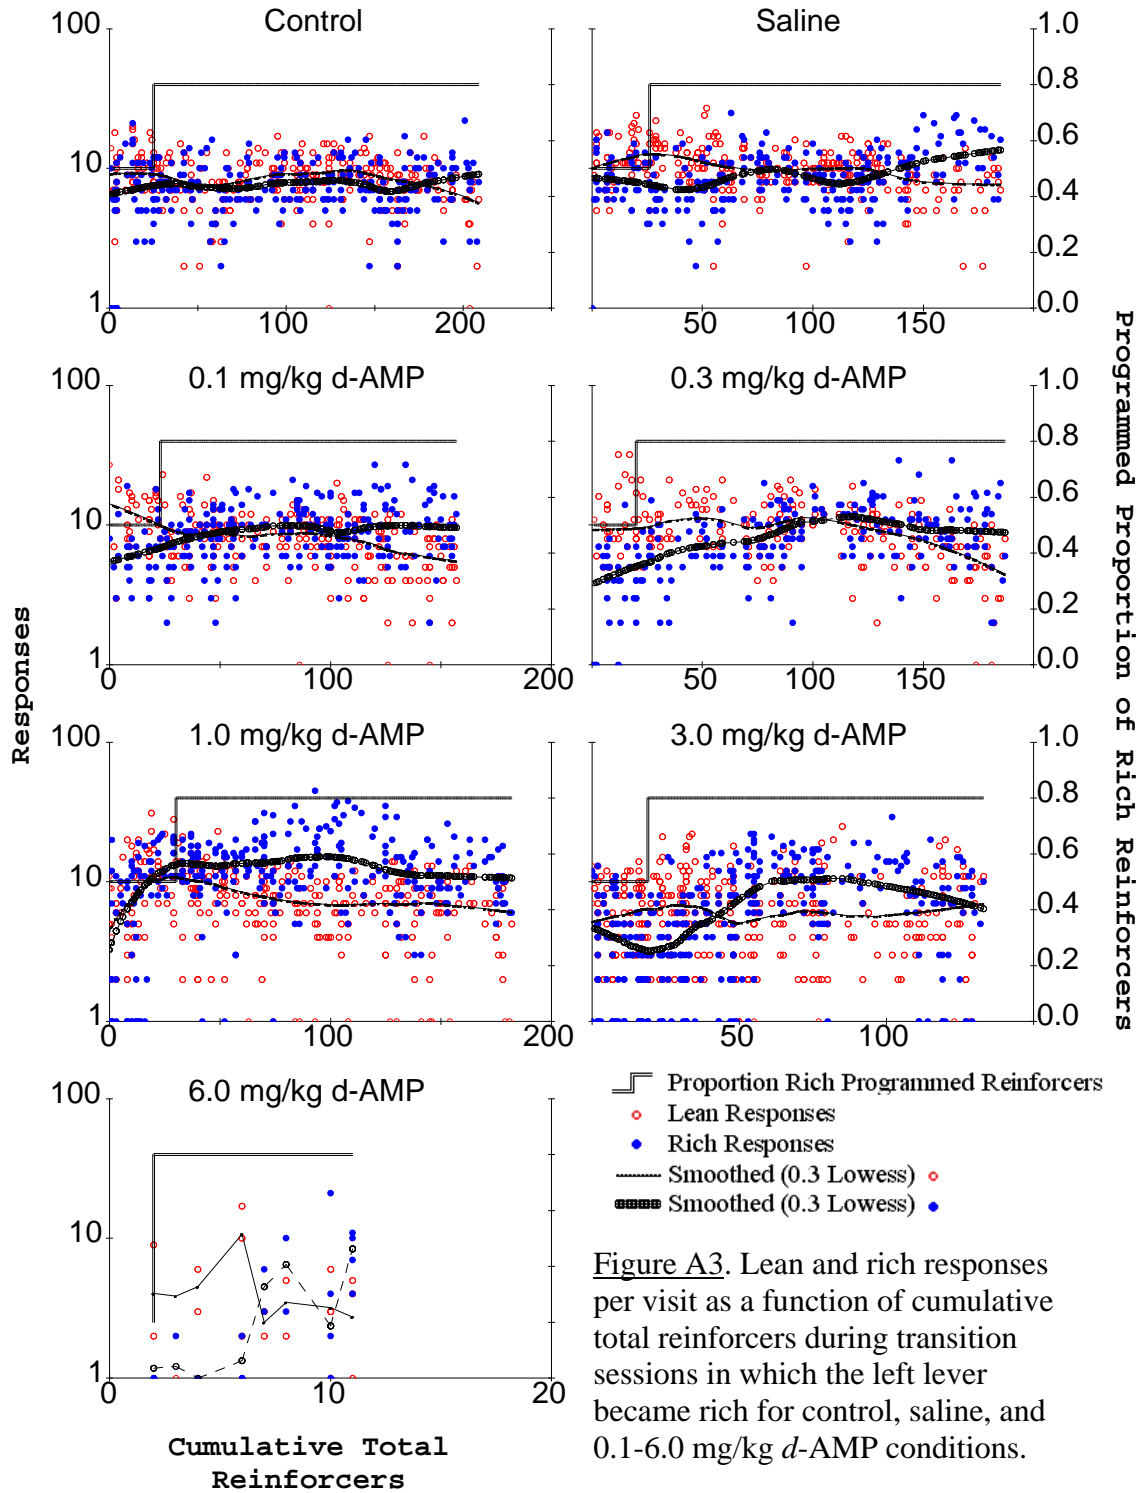 Control
Saline
100
10
1
0
100
200
1.0
0.8
0.6
0.4
0.2
0.0
0
50
100
150
0.1 mg/kg d-AMP
0.3 mg/kg d-AMP
100
10
1
0
100
200
1.0
0.8
0.6
0.4
0.2
0.0
0
50
100
150
1.0 mg/kg d-AMP
3.0 mg/kg d-AMP
100
10
1
0
100
20
1.0
0.8
0.6
0.4
0.2
0.0
50
100
6.0 mg/kg d-AMP
100
10
1
0
20
Responses
Programmed Proportion of Rich Reinforcers
Cumulative Total
Reinforcers
Proportion Rich Programmed Reinforcers
Lean Responses
Rich Responses
Smoothed (0.3 Lowess)
Smoothed (0.3 Lowess)
Figure A3. Lean and rich responses
per visit as a function of cumulative
total reinforcers during transition
sessions in which the left lever
became rich for control, saline, and
0.1-6.0 mg/kg d-AMP conditions.